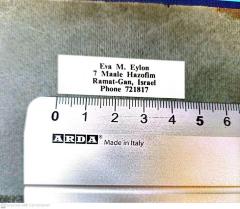 Eva M. Eylon
7 Maale Hazofim
Ramat-Gan, Israel
Phone 721817
0 1 2 3 4 5 6
ARDA Made in Italy